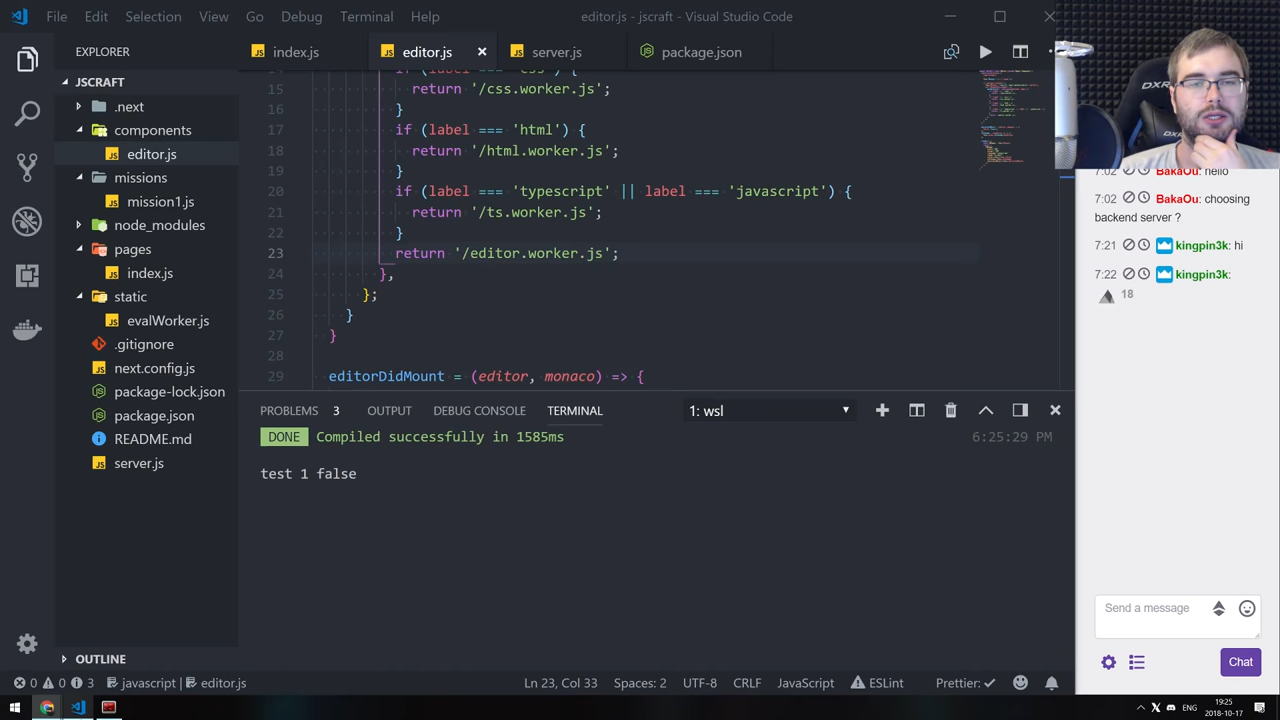 File Edit Selection View Go Debug Terminal Help
editor.js - jscraft - Visual Studio Code
EXPLORER
index.js
editor.js
server.js
package.json
JSCRAFT
.next
components
editor.js
missions
mission1.js
node_modules
pages
index.js
static
evalWorker.js
.gitignore
next.config.js
package-lock.json
package.json
README.md
server.js
OUTLINE
15 return '/css.worker.js';
16 }
17 if (label === 'html') {
18 return '/html.worker.js';
19 }
20 if (label === 'typescript' || label === 'javascript') {
21 return '/ts.worker.js';
22 }
23 return '/editor.worker.js';
24 },
25 };
26 }
27 }
28
29 editorDidMount = (editor, monaco) => {
PROBLEMS 3 OUTPUT DEBUG CONSOLE TERMINAL 1: wsl
DONE Compiled successfully in 1585ms 6:25:29 PM
test 1 false
0 0 3 javascript editor.js Ln 23, Col 33 Spaces: 2 UTF-8 CRLF JavaScript ESLint Prettier:
DXR
7:02 BakaOu: hello
7:02 BakaOu: choosing
backend server ?
7:21 kingpin3k: hi
7:22 kingpin3k:
18
Send a message
Chat
ENG
19:25
2018-10-17